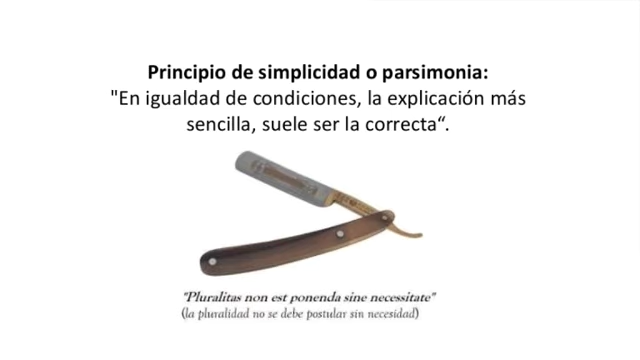 Principio de simplicidad o parsimonia:
"En igualdad de condiciones, la explicación más
sencilla, suele ser la correcta“.
"Pluralitas non est ponenda sine necessitate"
(la pluralidad no se debe postular sin necesidad)